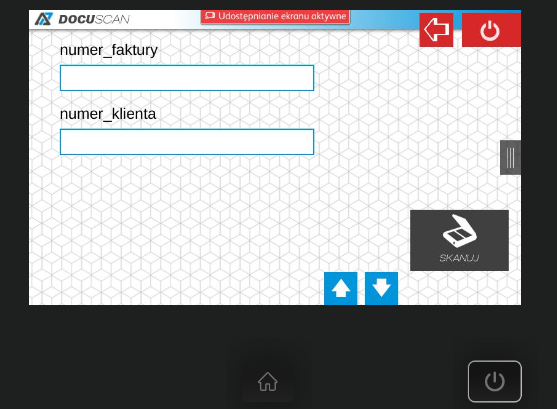 DOCUSCAN
Udostępnianie ekranu aktywne
numer_faktury
numer_klienta
SKANUJ